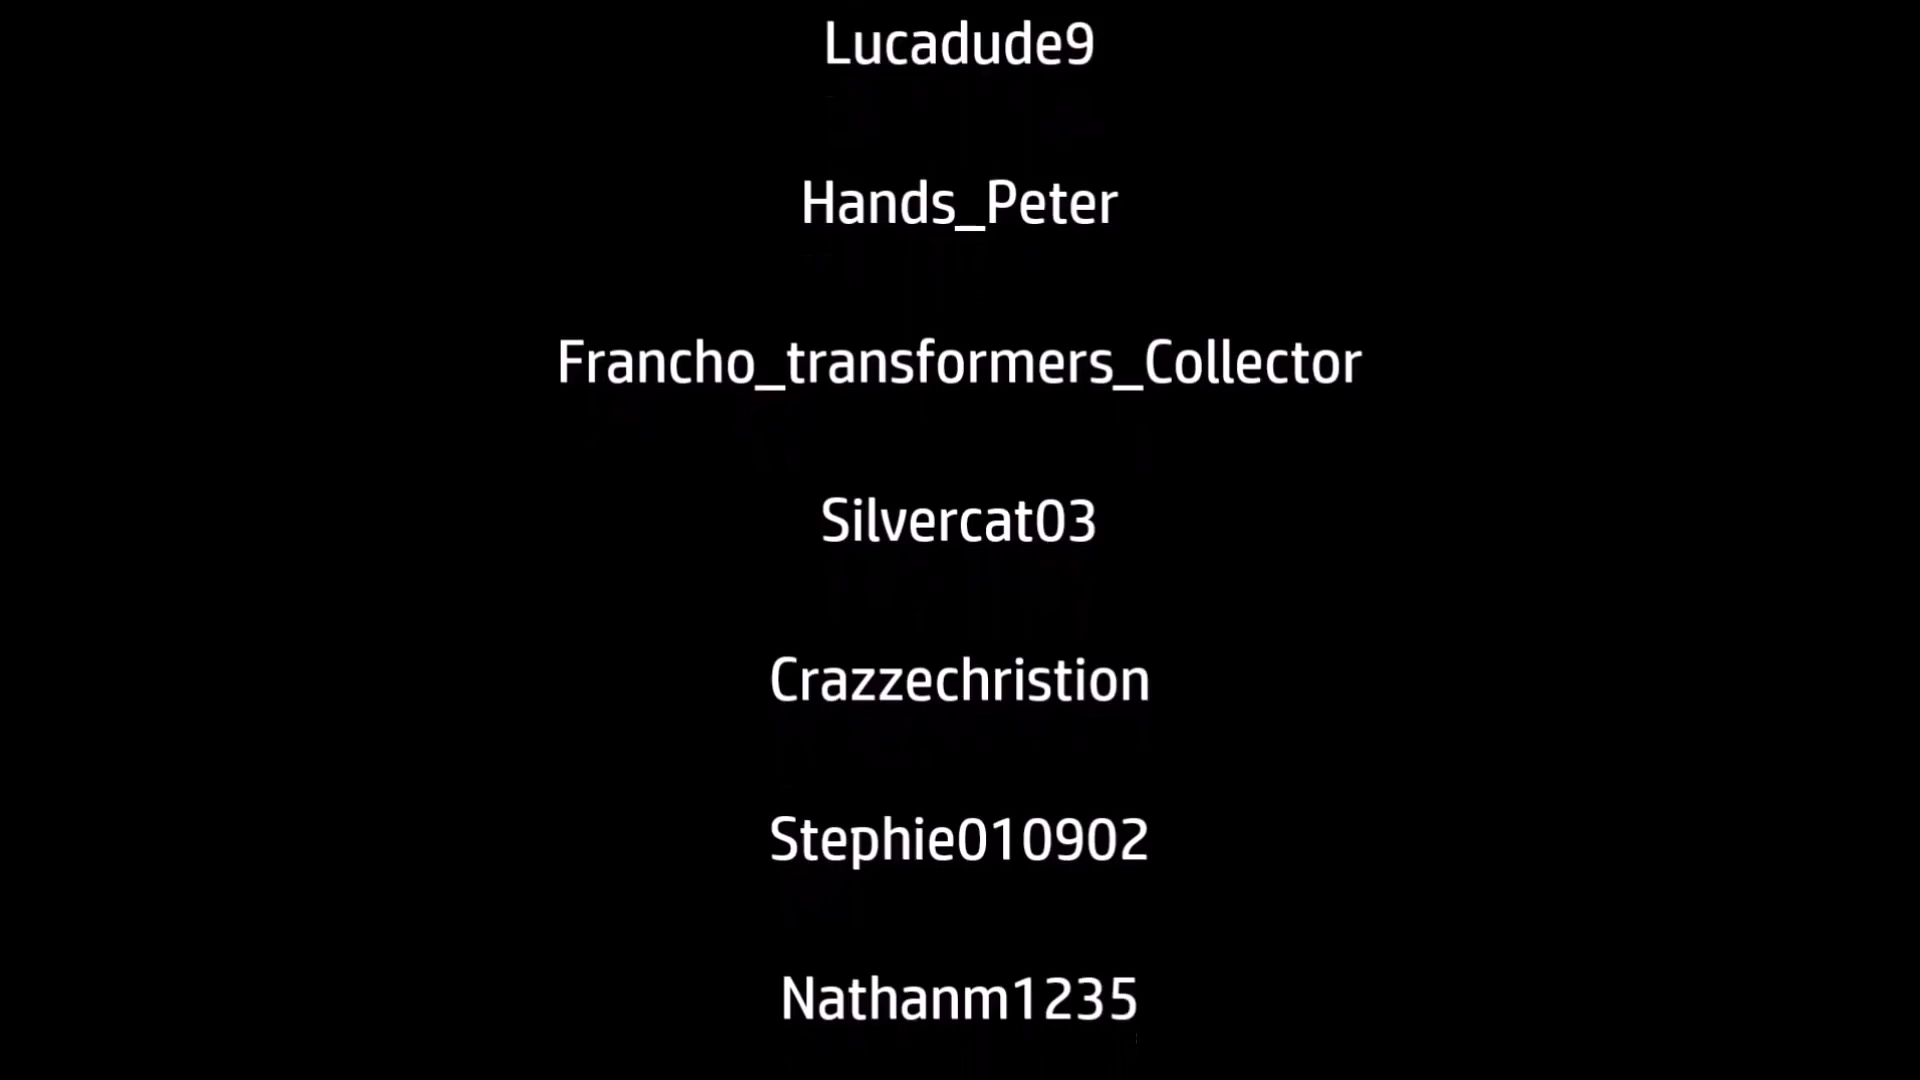 Lucadude9
Hands_Peter
Francho_transformers_Collector
Silvercat03
Crazzechristion
Stephie010902
Nathanm1235